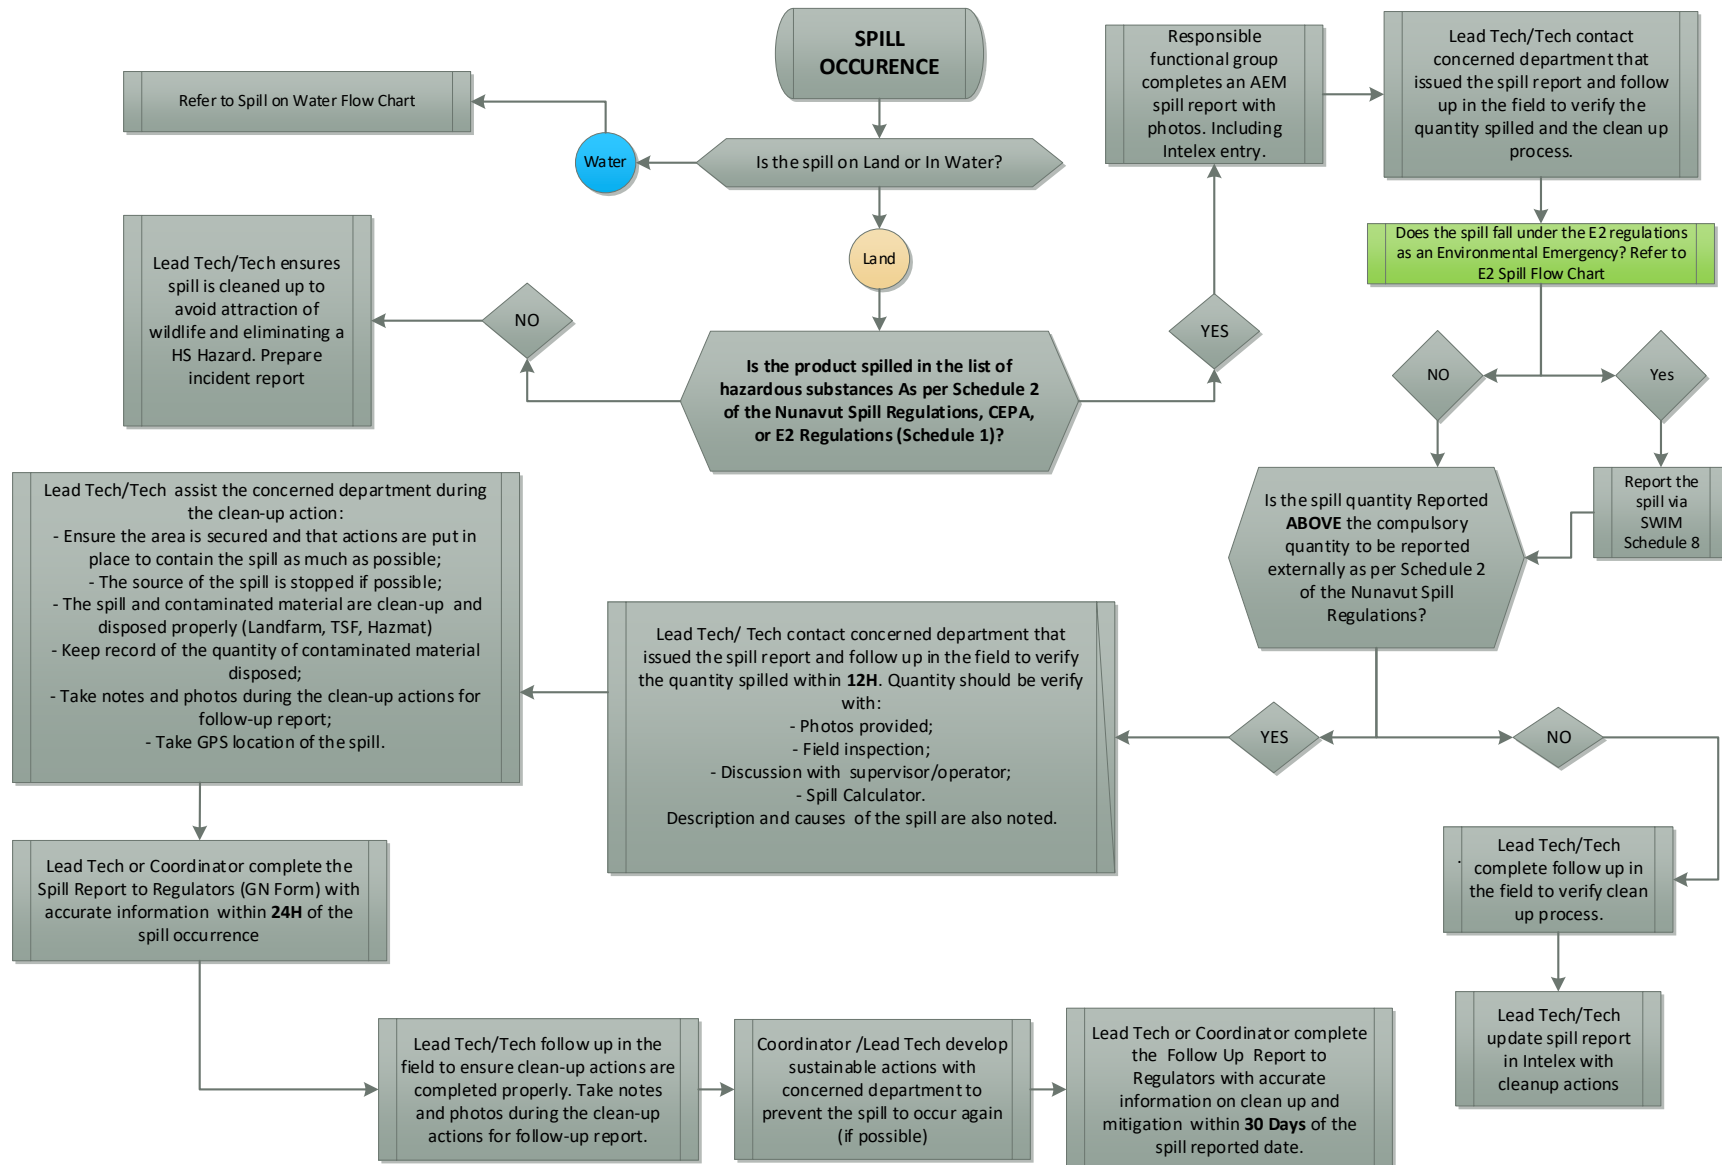 SPILL
OCCURENCE
Refer to Spill on Water Flow Chart
Water
Is the spill on Land or In Water?
Land
Responsible
functional group
completes an AEM
spill report with
photos. Including
Intelex entry.
Lead Tech/Tech contact
concerned department that
issued the spill report and follow
up in the field to verify the
quantity spilled and the clean up
process.
Does the spill fall under the E2 regulations
as an Environmental Emergency? Refer to
E2 Spill Flow Chart
Lead Tech/Tech ensures
spill is cleaned up to
avoid attraction of
wildlife and eliminating a
HS Hazard. Prepare
incident report
NO
Is the product spilled in the list of
hazardous substances As per Schedule 2
of the Nunavut Spill Regulations, CEPA,
or E2 Regulations (Schedule 1)?
YES
NO
Yes
Report the
spill via
SWIM
Schedule 8
Is the spill quantity Reported
ABOVE the compulsory
quantity to be reported
externally as per Schedule 2
of the Nunavut Spill
Regulations?
YES
NO
Lead Tech/Tech assist the concerned department during
the clean-up action:
- Ensure the area is secured and that actions are put in
place to contain the spill as much as possible;
- The source of the spill is stopped if possible;
- The spill and contaminated material are clean-up and
disposed properly (Landfarm, TSF, Hazmat)
- Keep record of the quantity of contaminated material
disposed;
- Take notes and photos during the clean-up actions for
follow-up report;
- Take GPS location of the spill.
Lead Tech/ Tech contact concerned department that
issued the spill report and follow up in the field to verify
the quantity spilled within 12H. Quantity should be verify
with:
- Photos provided;
- Field inspection;
- Discussion with supervisor/operator;
- Spill Calculator.
Description and causes of the spill are also noted.
Lead Tech/Tech
. complete follow up in
the field to verify clean
up process.
Lead Tech/Tech
update spill report
in Intelex with
cleanup actions
Lead Tech or Coordinator complete the
Spill Report to Regulators (GN Form) with
accurate information within 24H of the
spill occurrence
Lead Tech/Tech follow up in the
field to ensure clean-up actions are
completed properly. Take notes
and photos during the clean-up
actions for follow-up report.
Coordinator /Lead Tech develop
sustainable actions with
concerned department to
prevent the spill to occur again
(if possible)
Lead Tech or Coordinator complete
the Follow Up Report to
Regulators with accurate
information on clean up and
mitigation within 30 Days of the
spill reported date.